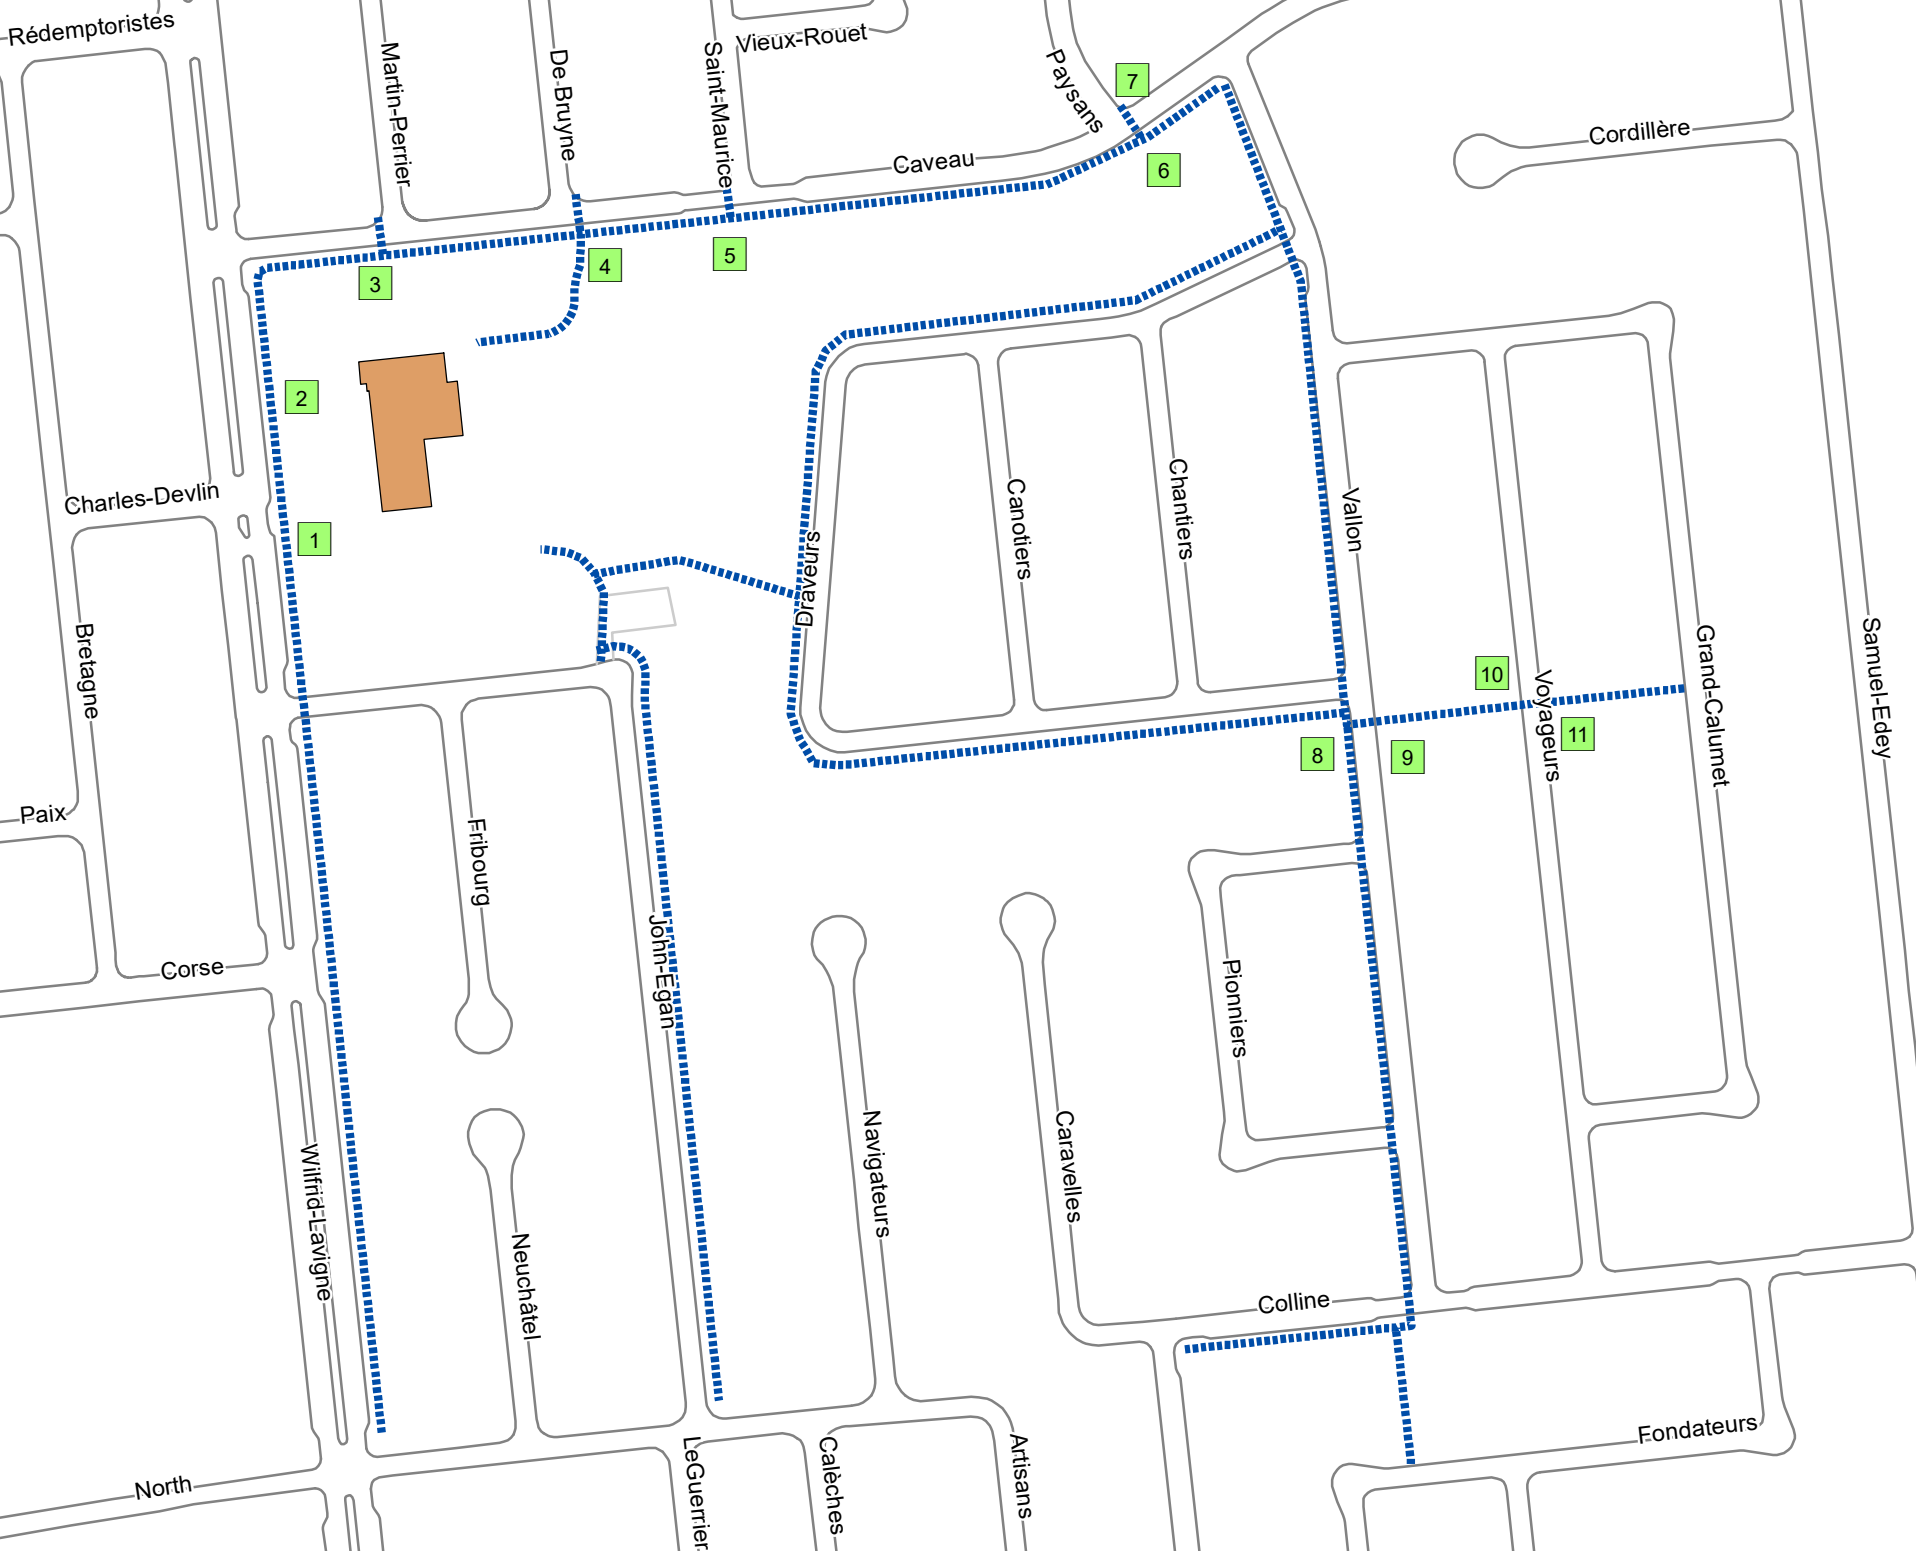 Rédemptoristes
Martin-Perrier
De Bruyne
Saint-Maurice
Vieux-Rouet
Paysans
7
Cordillère
Caveau
6
3
4
5
2
Charles-Devlin
1
Draveurs
Canotiers
Chantiers
Vallon
Bretagne
10
Voyageurs
11
Grand-Calumet
Samuel-Edey
8
9
Paix
Fribourg
John-Egan
Corse
Pionniers
Wilfrid-Lavigne
Neuchâtel
Navigateurs
Caravelles
Colline
Fondateurs
North
LeGuerrier
Calèches
Artisans